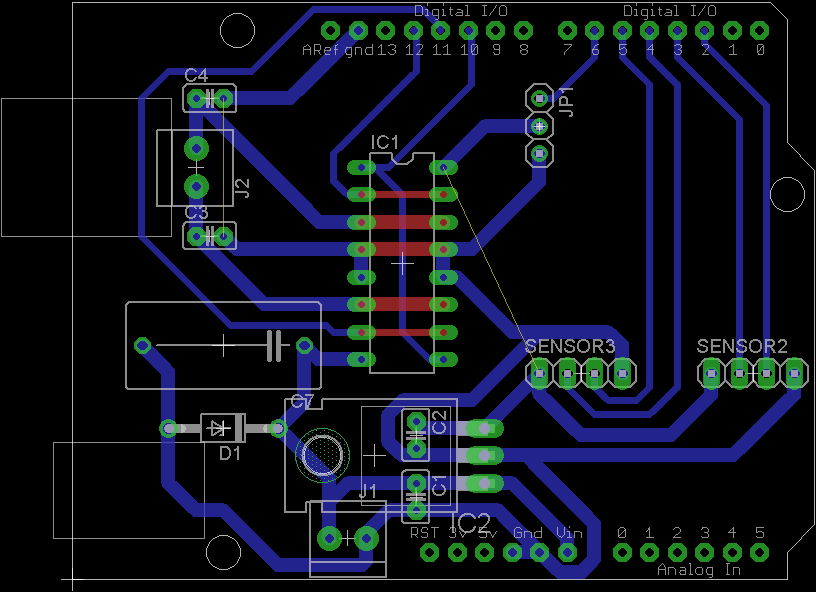 Digital I/O Digital I/O
ARef gnd 13 12 11 10 9 8 7 6 5 4 3 2 1 0
C4
JP1
IC1
J2
C3
SENSOR3 SENSOR2
C7
C2
D1
C1
J1
C2
RST 3v 5v Gnd Vin 0 1 2 3 4 5
Analog In